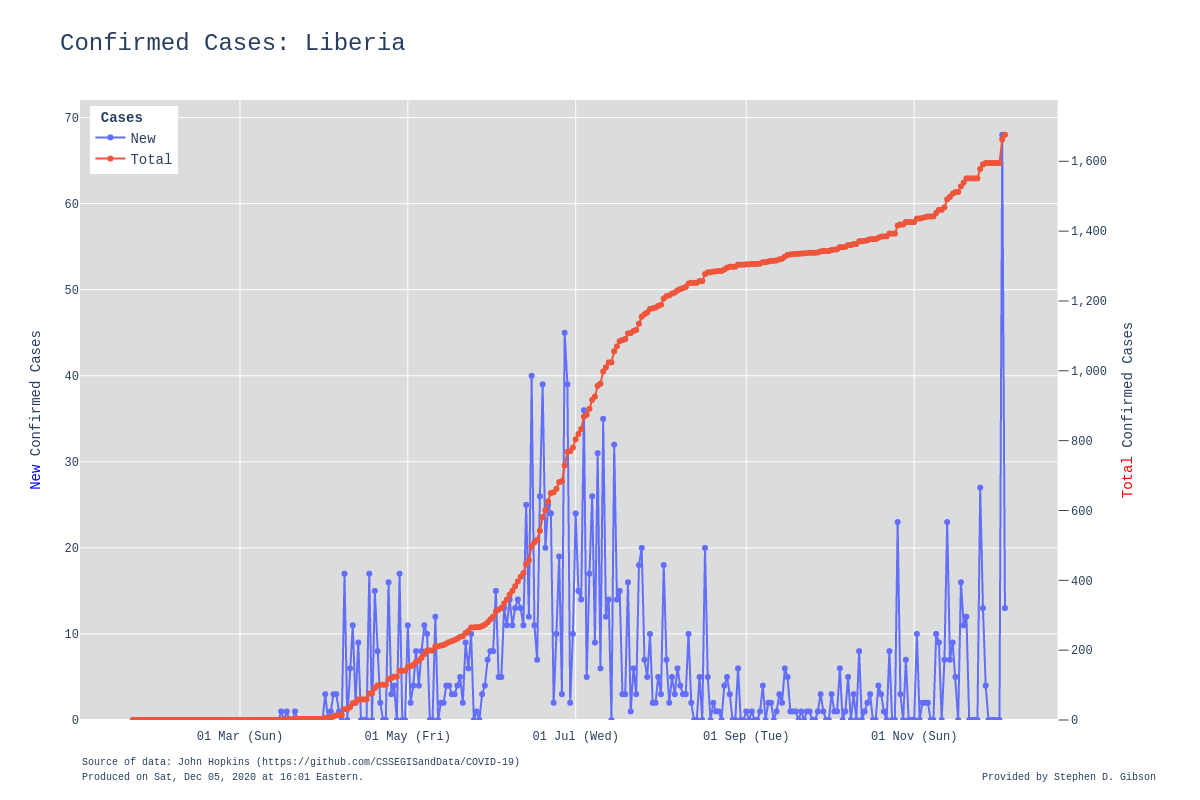 Confirmed Cases: Liberia
Cases
New
Total
70
60
50
40
30
20
10
0
1,600
1,400
1,200
1,000
800
600
400
200
0
New Confirmed Cases
Total Confirmed Cases
01 Mar (Sun) 01 May (Fri) 01 Jul (Wed) 01 Sep (Tue) 01 Nov (Sun)
Source of data: John Hopkins (https://github.com/CSSEGISandData/COVID-19)
Produced on Sat, Dec 05, 2020 at 16:01 Eastern.
Provided by Stephen D. Gibson